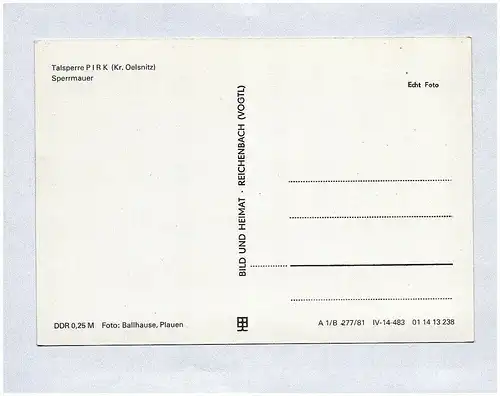 Talsperre PIRK (Kr. Oelsnitz)
Sperrmauer
Echt Foto
BILD UND HEIMAT · REICHENBACH (VOGTL)
DDR 0,25 M Foto: Ballhause, Plauen
A 1/B 277/81 IV-14-483 01 14 13 238